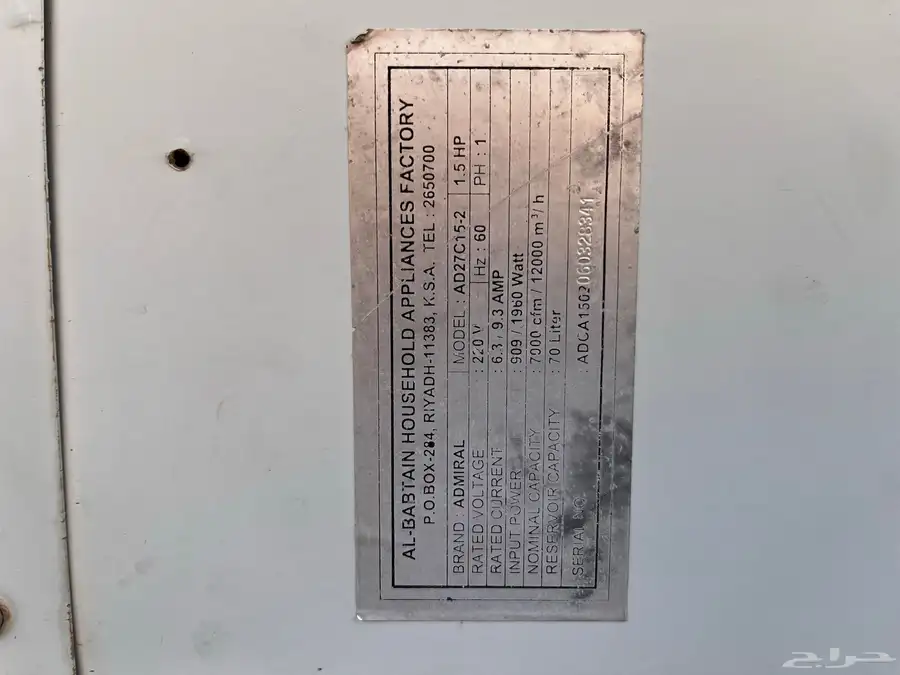 AL-BABTAIN HOUSEHOLD APPLIANCES FACTORY
P.O.BOX-284, RIYADH-11383, K.S.A. TEL : 2650700
BRAND : ADMIRAL MODEL : AD27C15-2 1.5 HP
RATED VOLTAGE : 220 V Hz : 60 PH : 1
RATED CURRENT : 6.3 / 9.3 AMP
INPUT POWER : 909 / 1960 Watt
NOMINAL CAPACITY : 7000 cfm / 12000 m³/ h
RESERVOIR CAPACITY : 70 Liter
SERIAL NO. : ADCA1502060328341
حراج